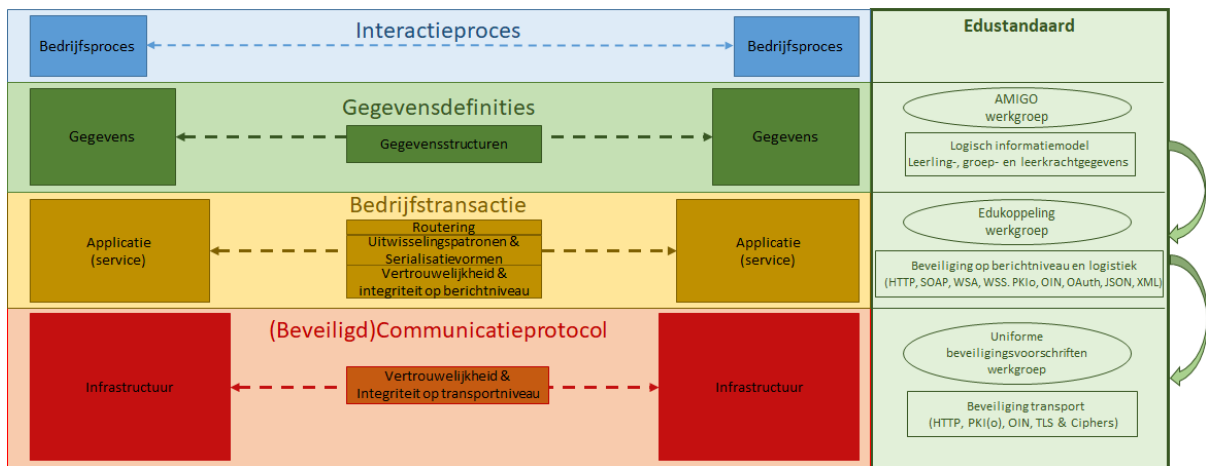 Interactieproces
Bedrijfsproces
Bedrijfsproces
Edustandaard
Gegevensdefinities
Gegevens
Gegevensstructuren
Gegevens
AMIGO
werkgroep
Logisch informatiemodel
Leerling-, groep- en leerkrachtgegevens
Bedrijfstransactie
Applicatie
(service)
Routering
Uitwisselingspatronen &
Serialisatievormen
Vertrouwelijkheid &
integriteit op berichtniveau
Applicatie
(service)
Edukoppeling
werkgroep
Beveiliging op berichtniveau en logistiek
(HTTP, SOAP, WSA, WSS. PKIo, OIN, OAuth, JSON, XML)
(Beveiligd)Communicatieprotocol
Infrastructuur
Vertrouwelijkheid &
Integriteit op transportniveau
Infrastructuur
Uniforme
beveiligingsvoorschriften
werkgroep
Beveiliging transport
(HTTP, PKI(o), OIN, TLS & Ciphers)